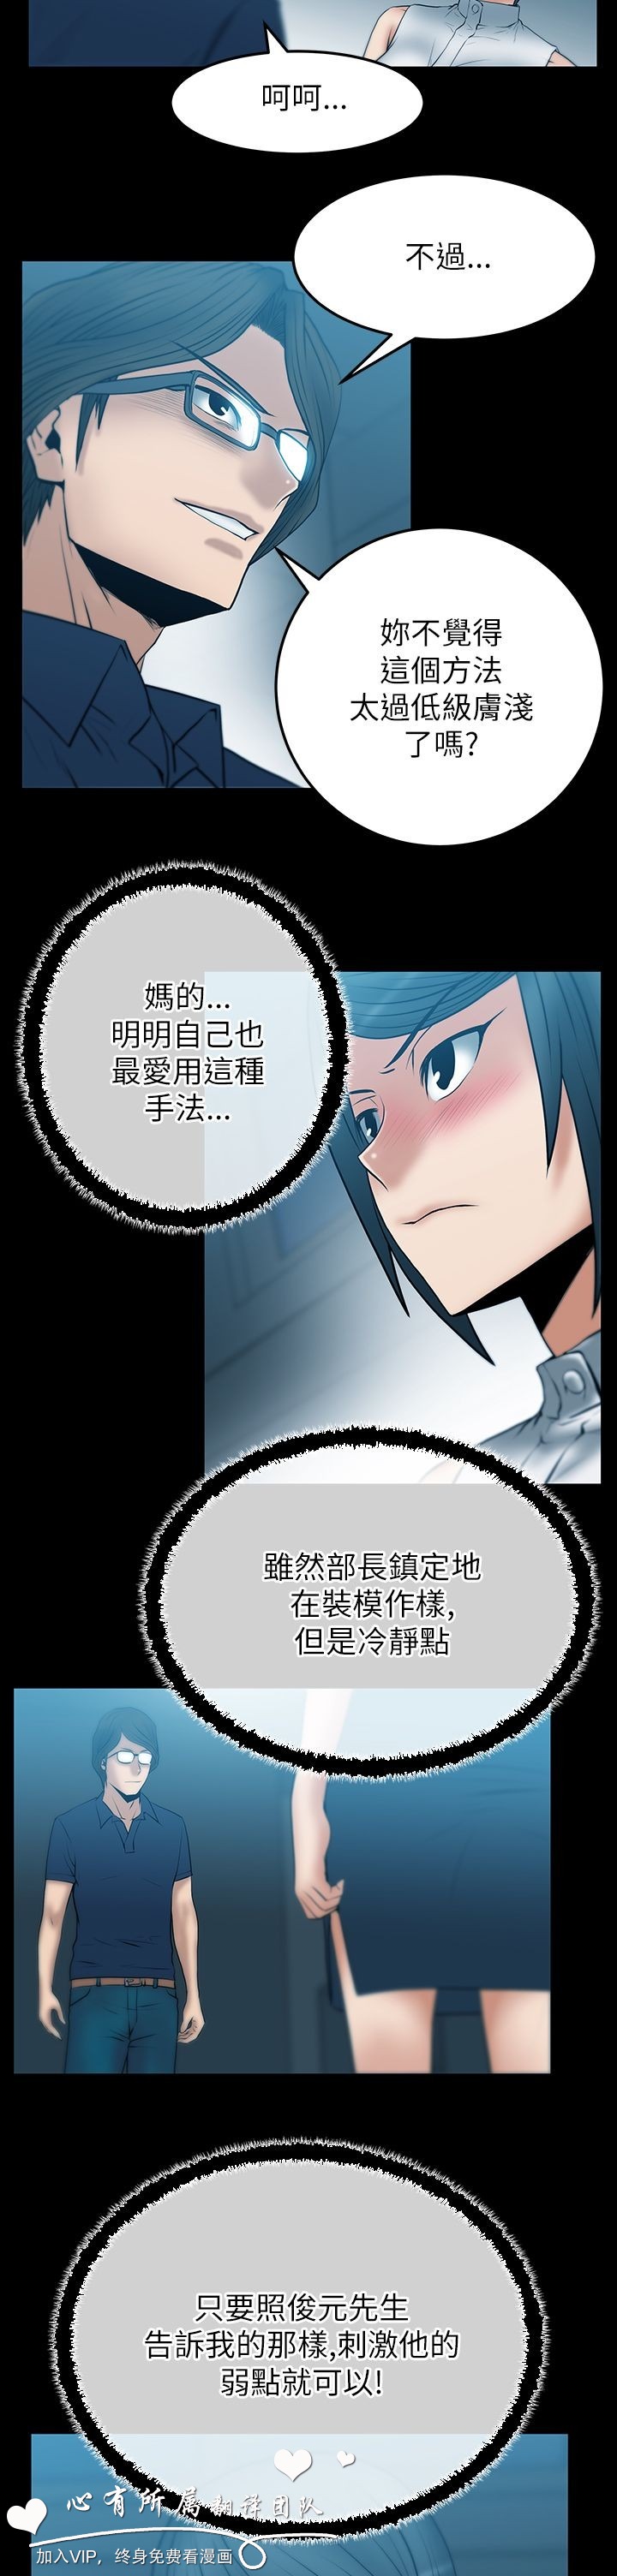 呵呵...
不過...
妳不覺得
這個方法
太過低級膚淺
了嗎?
媽的...
明明自己也
最愛用這種
手法...
雖然部長鎮定地
在裝模作樣,
但是冷靜點
只要照俊元先生
告訴我的那樣,刺激他的
弱點就可以!
心有所属翻译团队
加入VIP，终身免费看漫画